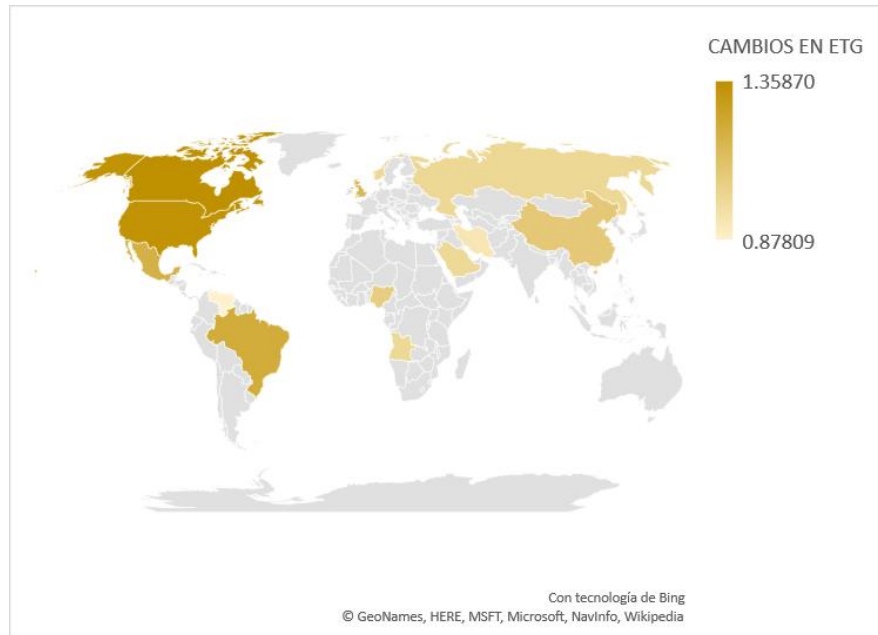 CAMBIOS EN ETG
1.35870
0.87809
Con tecnología de Bing
© GeoNames, HERE, MSFT, Microsoft, NavInfo, Wikipedia